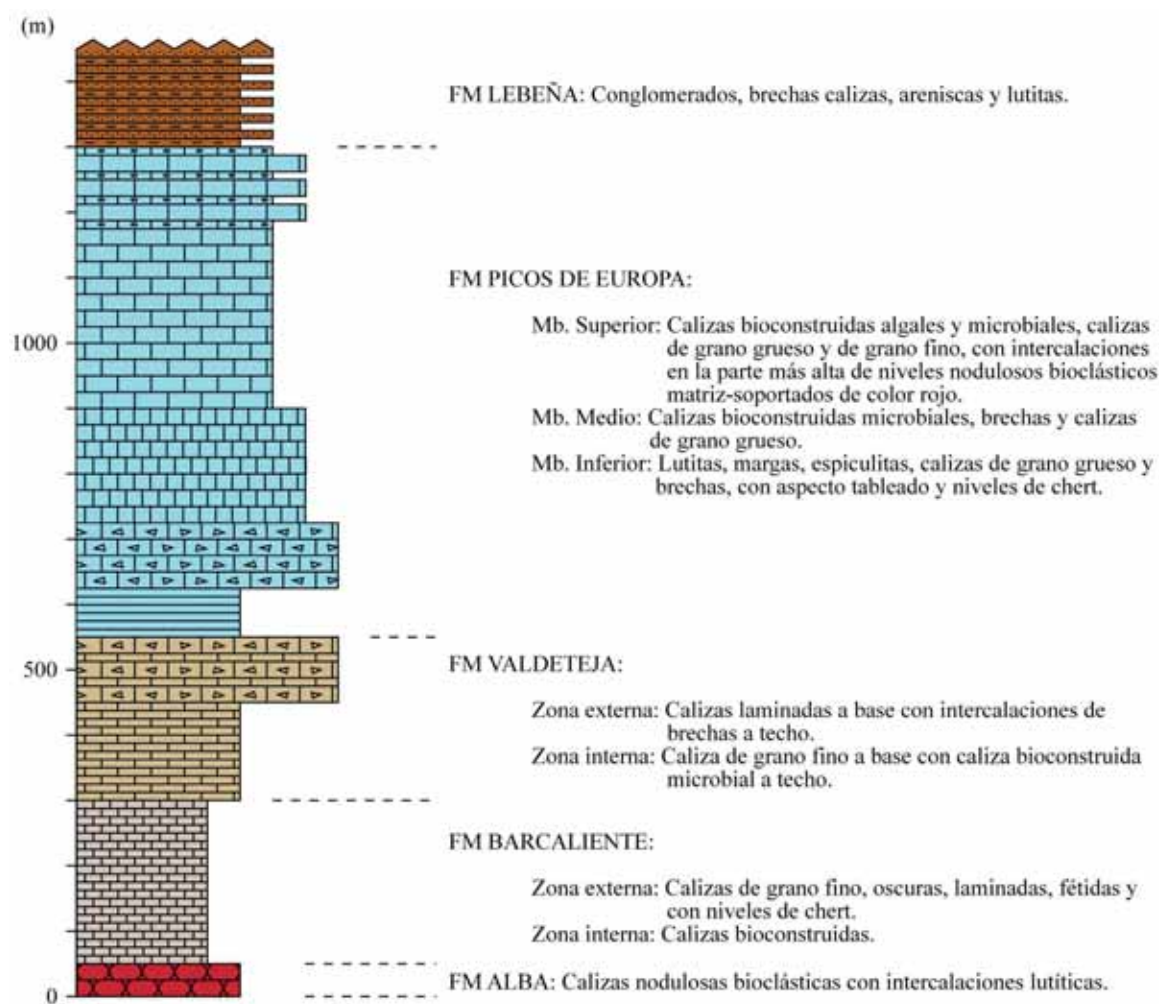 (m)
FM LEBEÑA: Conglomerados, brechas calizas, areniscas y lutitas.
FM PICOS DE EUROPA:
Mb. Superior: Calizas bioconstruidas algales y microbiales, calizas
de grano grueso y de grano fino, con intercalaciones
en la parte más alta de niveles nodulosos bioclásticos
matriz-soportados de color rojo.
Mb. Medio: Calizas bioconstruidas microbiales, brechas y calizas
de grano grueso.
Mb. Inferior: Lutitas, margas, espiculitas, calizas de grano grueso y
brechas, con aspecto tableado y niveles de chert.
1000
FM VALDETEJA:
500
Zona externa: Calizas laminadas a base con intercalaciones de
brechas a techo.
Zona interna: Caliza de grano fino a base con caliza bioconstruida
microbial a techo.
FM BARCALIENTE:
Zona externa: Calizas de grano fino, oscuras, laminadas, fétidas y
con niveles de chert.
Zona interna: Calizas bioconstruidas.
FM ALBA: Calizas nodulosas bioclásticas con intercalaciones lutíticas.
0